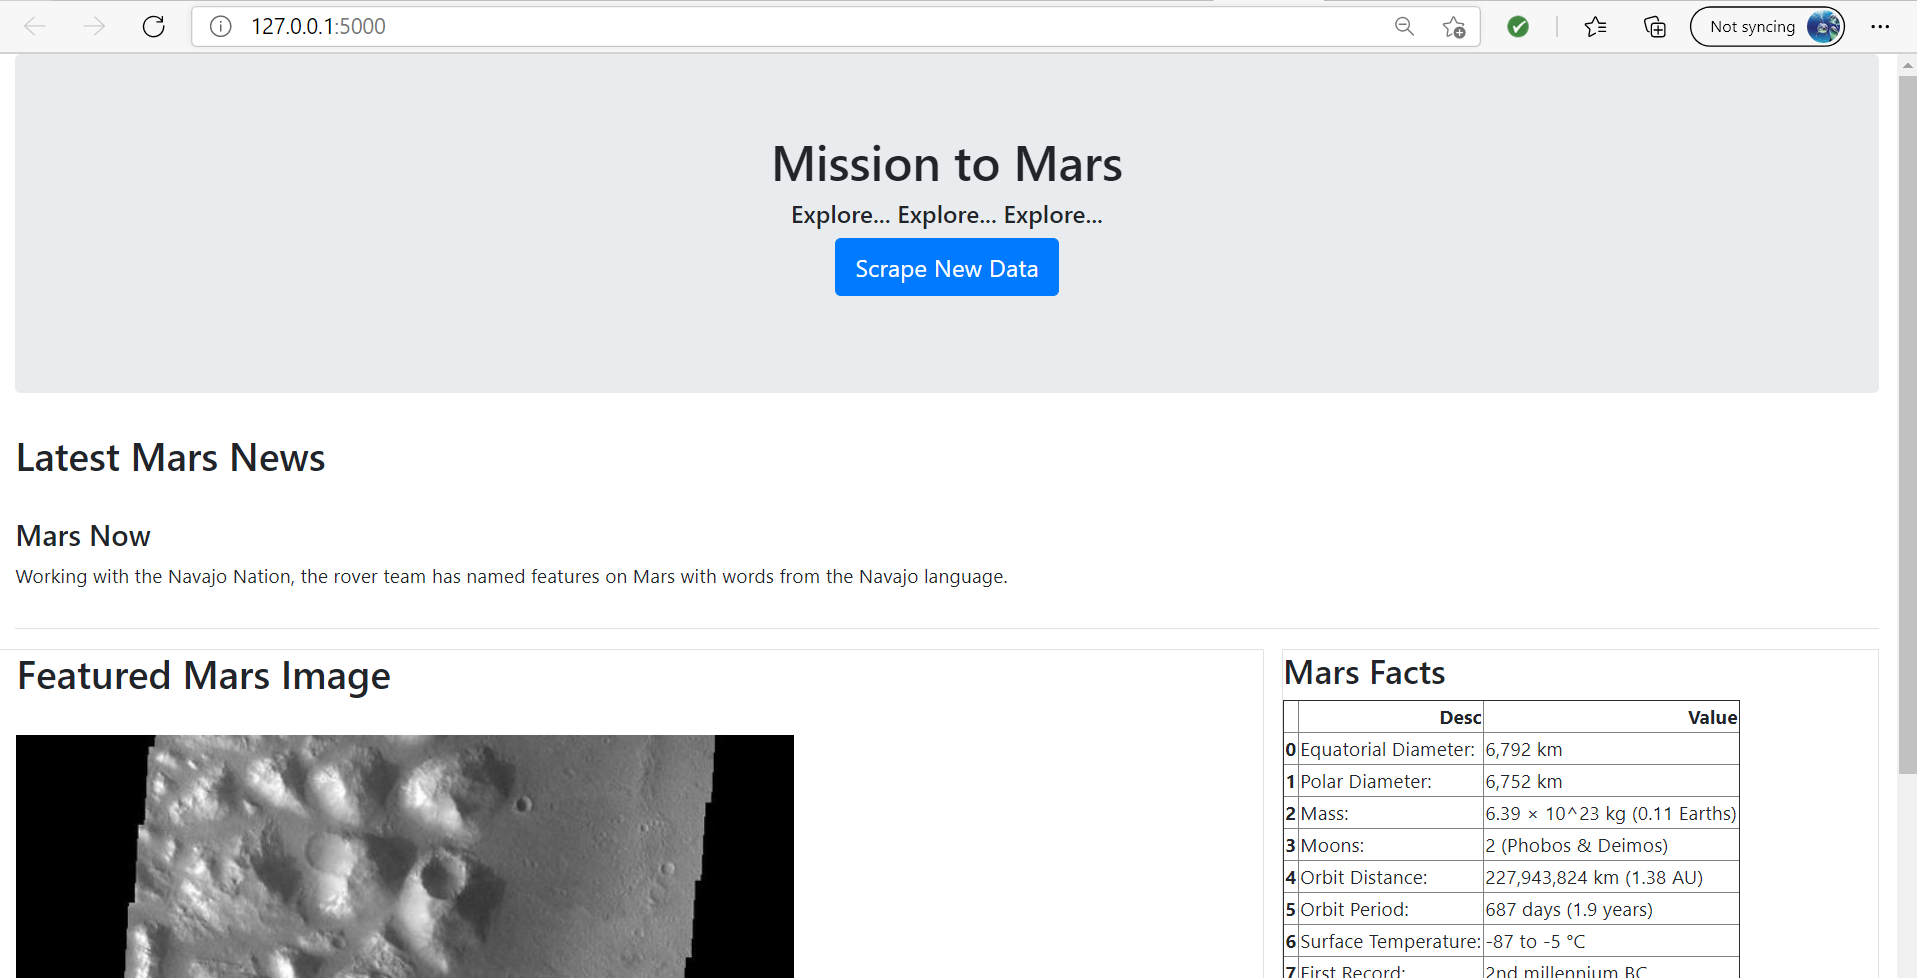 127.0.0.1:5000
Not syncing
Mission to Mars
Explore... Explore... Explore...
Scrape New Data
Latest Mars News
Mars Now
Working with the Navajo Nation, the rover team has named features on Mars with words from the Navajo language.
Featured Mars Image
Mars Facts
Desc Value
0 Equatorial Diameter: 6,792 km
1 Polar Diameter: 6,752 km
2 Mass: 6.39 × 10^23 kg (0.11 Earths)
3 Moons: 2 (Phobos & Deimos)
4 Orbit Distance: 227,943,824 km (1.38 AU)
5 Orbit Period: 687 days (1.9 years)
6 Surface Temperature: -87 to -5 °C
7 First Record: 2nd millennium BC